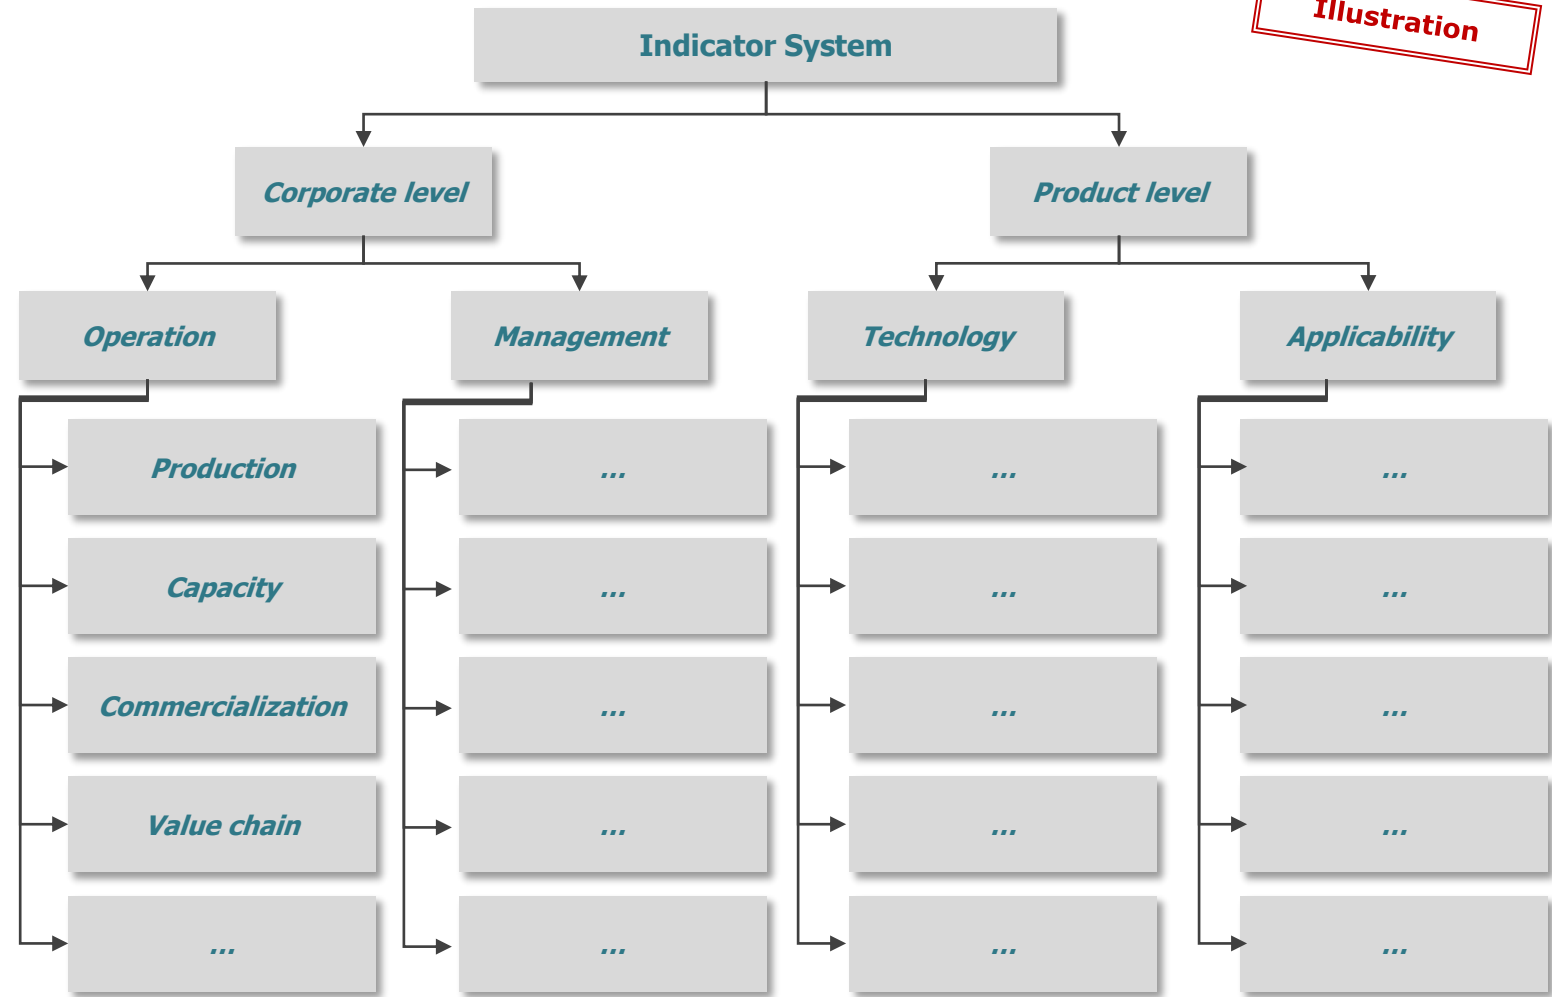 Illustration
Indicator System
Corporate level
Product level
Operation
Management
Technology
Applicability
Production
...
...
...
Capacity
...
...
...
Commercialization
...
...
...
Value chain
...
...
...
...
...
...
...